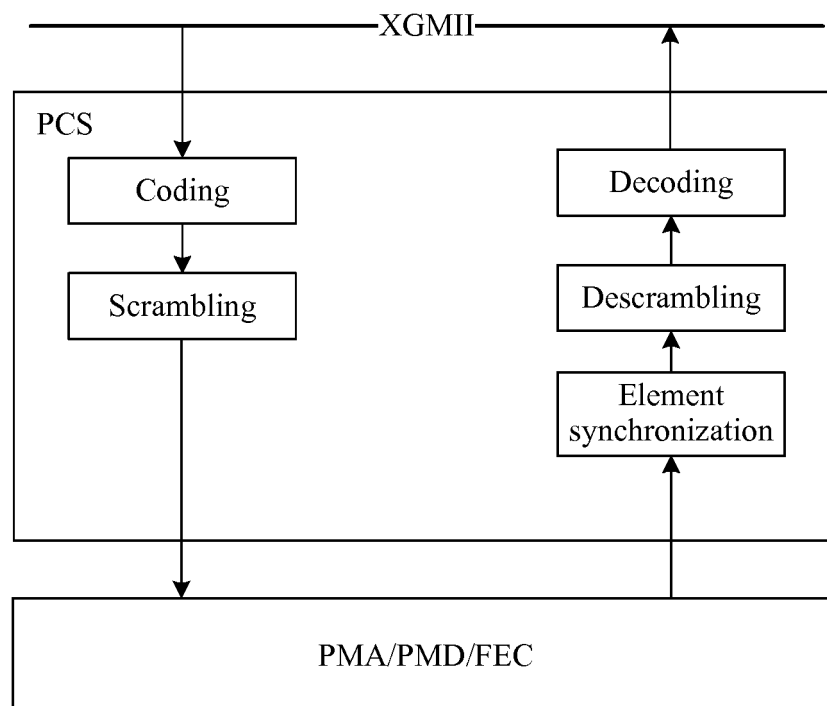 XGMII
PCS
Coding
Scrambling
Decoding
Descrambling
Element
synchronization
PMA/PMD/FEC